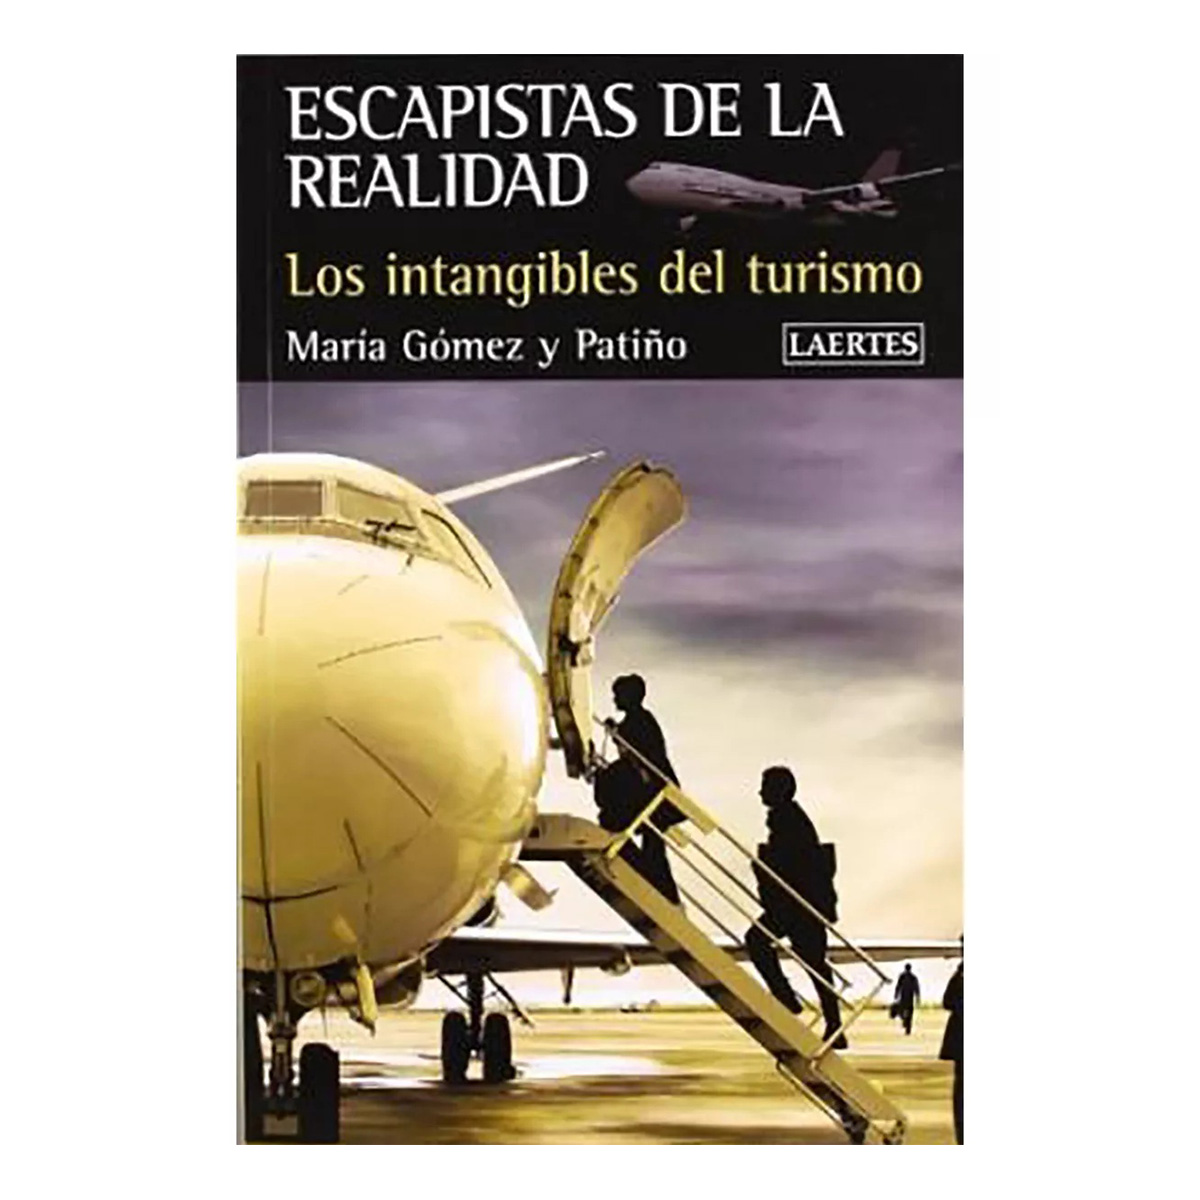 ESCAPISTAS DE LA
REALIDAD
Los intangibles del turismo
María Gómez y Patiño
LAERTES